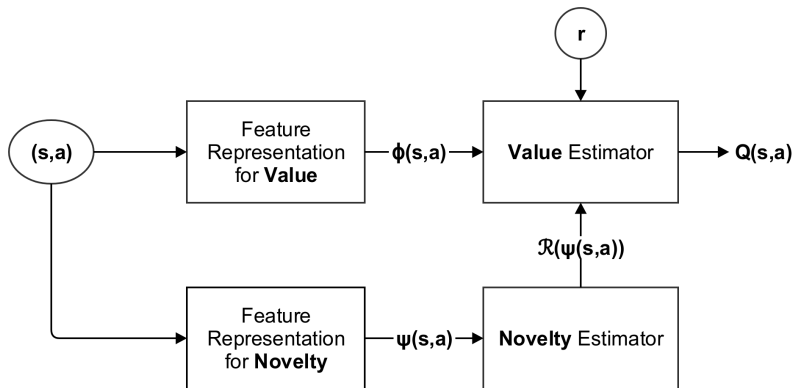 r
(s,a)
Feature
Representation
for Value
ϕ(s,a)
Value Estimator
Q(s,a)
ℛ(ψ(s,a))
Feature
Representation
for Novelty
ψ(s,a)
Novelty Estimator